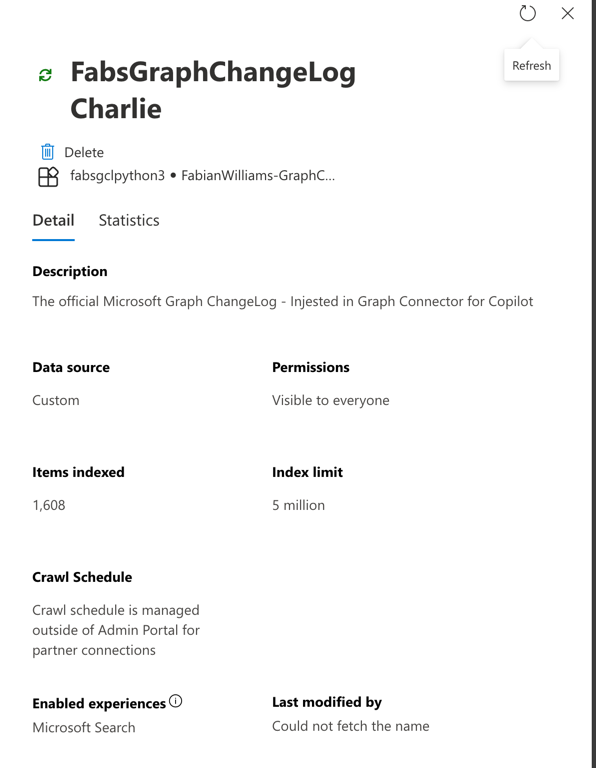 Refresh
FabsGraphChangeLog
Charlie
Delete
fabsgclpython3 • FabianWilliams-GraphC...
Detail Statistics
Description
The official Microsoft Graph ChangeLog - Injested in Graph Connector for Copilot
Data source Permissions
Custom Visible to everyone
Items indexed Index limit
1,608 5 million
Crawl Schedule
Crawl schedule is managed
outside of Admin Portal for
partner connections
Enabled experiences Last modified by
Microsoft Search Could not fetch the name